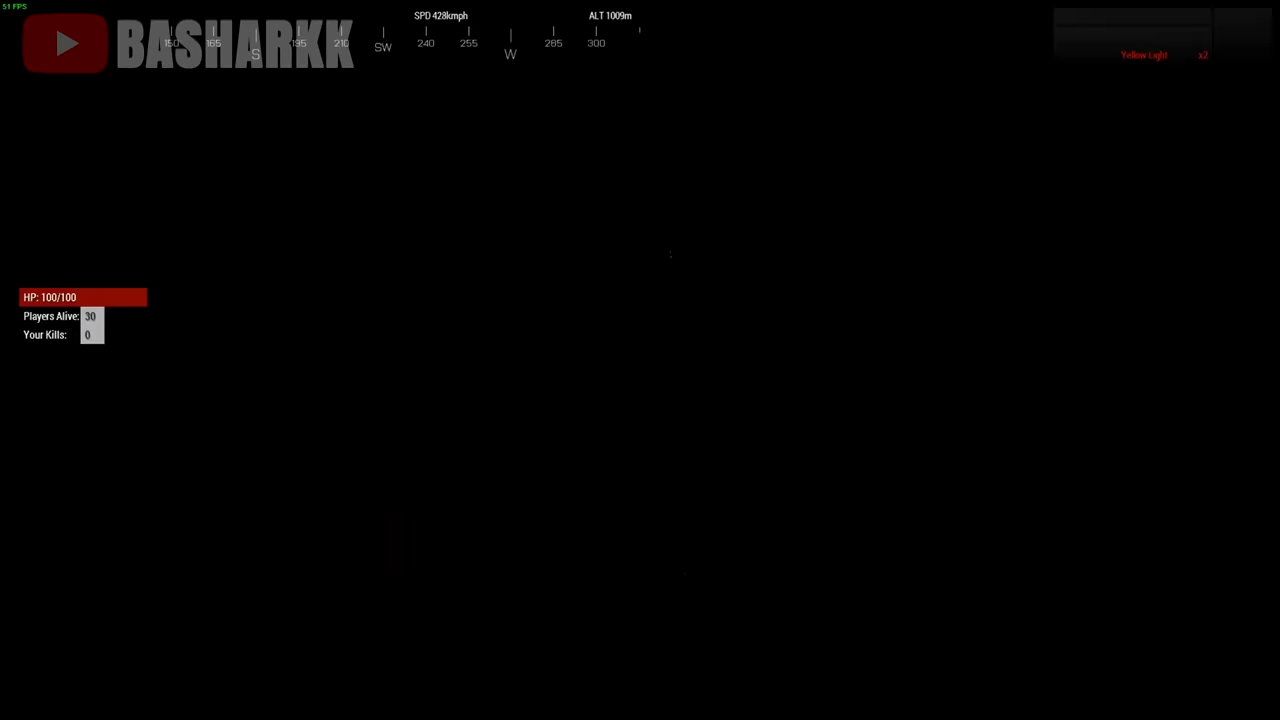 51 FPS
SPD 428kmph ALT 1009m
BASHARKK
150 165 S 195 210 SW 240 255 W 285 300
Yellow Light x2
HP: 100/100
Players Alive: 30
Your Kills: 0